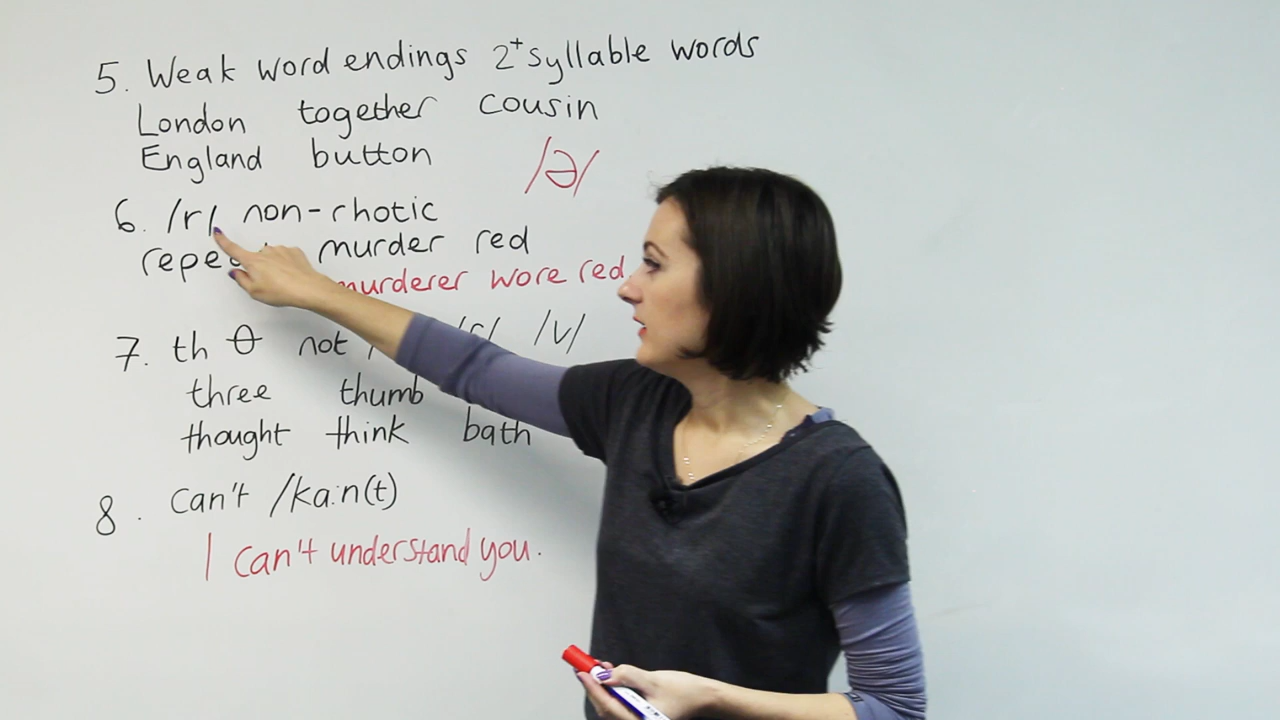 5. Weak word endings 2+ syllable words
London together cousin
England button /ə/
6. /r/ non-rhotic
murder red
murderer wore red
7. th θ not /v/
three thumb
thought think bath
8. can't /ka:n(t)
I can't understand you.